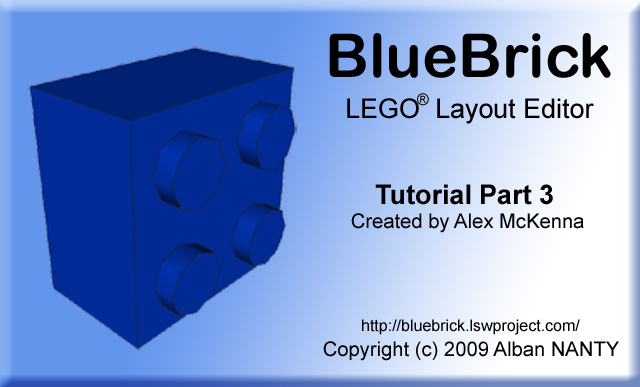 BlueBrick
LEGO® Layout Editor
Tutorial Part 3
Created by Alex McKenna
http://bluebrick.lswproject.com/
Copyright (c) 2009 Alban NANTY